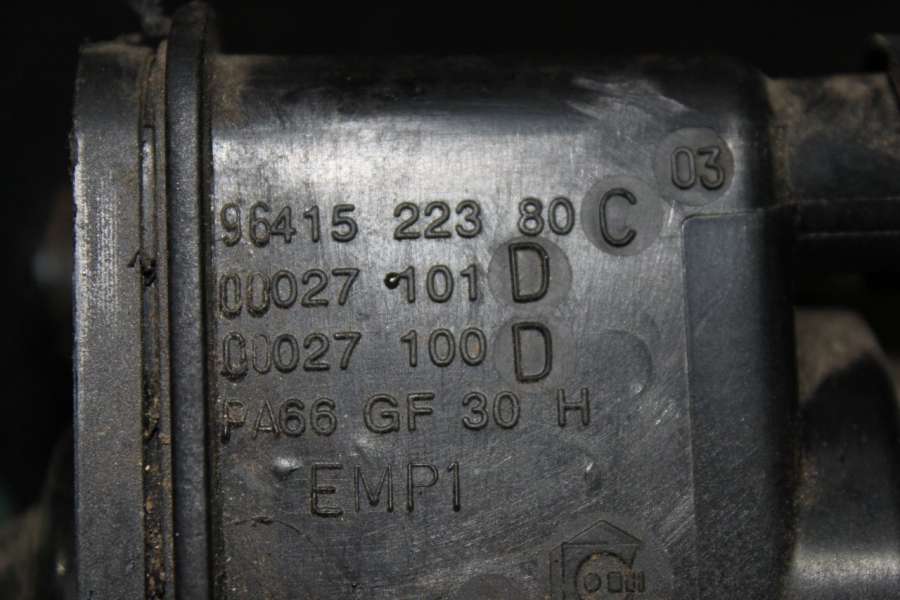 03
96415 223 80 C
00027 101 D
00027 100 D
PA66 GF 30 H
EMP1